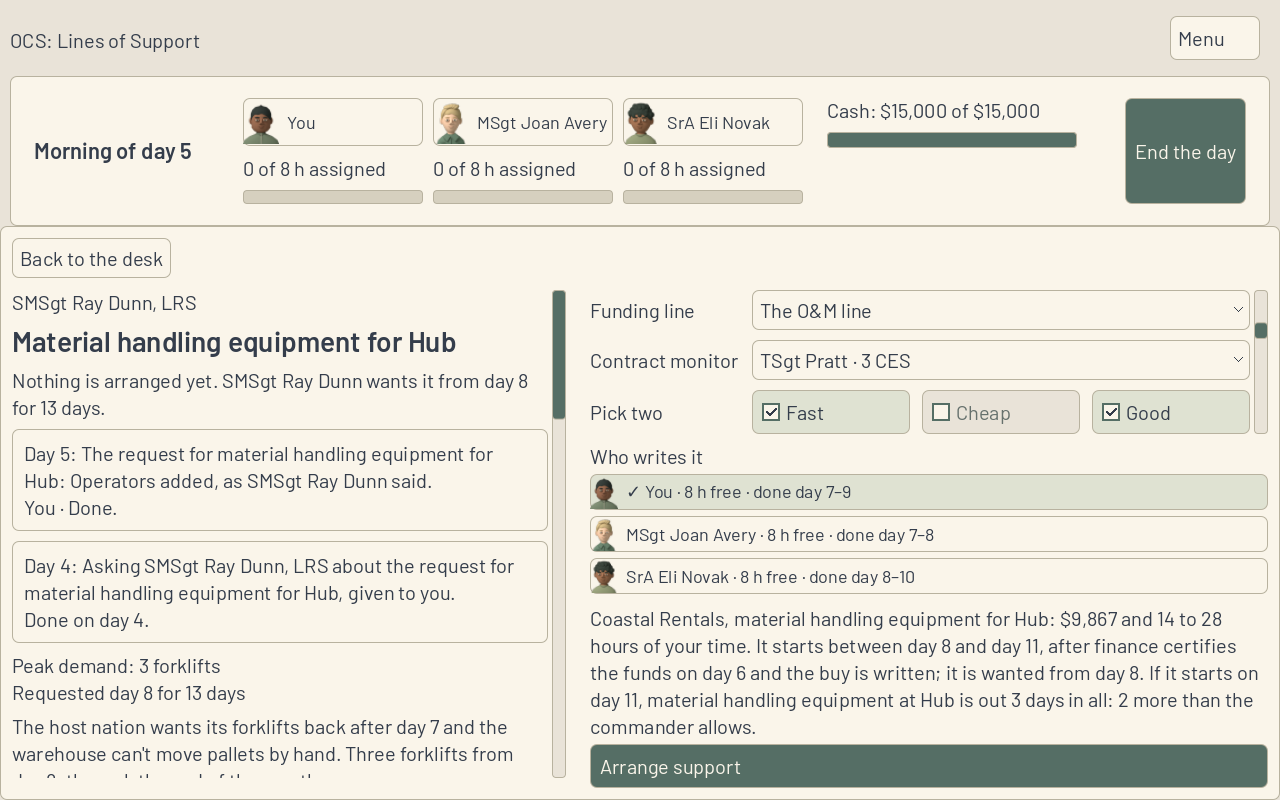 OCS: Lines of Support
Menu
Morning of day 5
You
0 of 8 h assigned
MSgt Joan Avery
0 of 8 h assigned
SrA Eli Novak
0 of 8 h assigned
Cash: $15,000 of $15,000
End the day
Back to the desk
SMSgt Ray Dunn, LRS
Material handling equipment for Hub
Nothing is arranged yet. SMSgt Ray Dunn wants it from day 8
for 13 days.
Day 5: The request for material handling equipment for
Hub: Operators added, as SMSgt Ray Dunn said.
You · Done.
Day 4: Asking SMSgt Ray Dunn, LRS about the request for
material handling equipment for Hub, given to you.
Done on day 4.
Peak demand: 3 forklifts
Requested day 8 for 13 days
The host nation wants its forklifts back after day 7 and the
warehouse can't move pallets by hand. Three forklifts from
Funding line
The O&M line
Contract monitor
TSgt Pratt · 3 CES
Pick two
Fast
Cheap
Good
Who writes it
✓ You · 8 h free · done day 7–9
MSgt Joan Avery · 8 h free · done day 7–8
SrA Eli Novak · 8 h free · done day 8–10
Coastal Rentals, material handling equipment for Hub: $9,867 and 14 to 28
hours of your time. It starts between day 8 and day 11, after finance certifies
the funds on day 6 and the buy is written; it is wanted from day 8. If it starts on
day 11, material handling equipment at Hub is out 3 days in all: 2 more than the
commander allows.
Arrange support